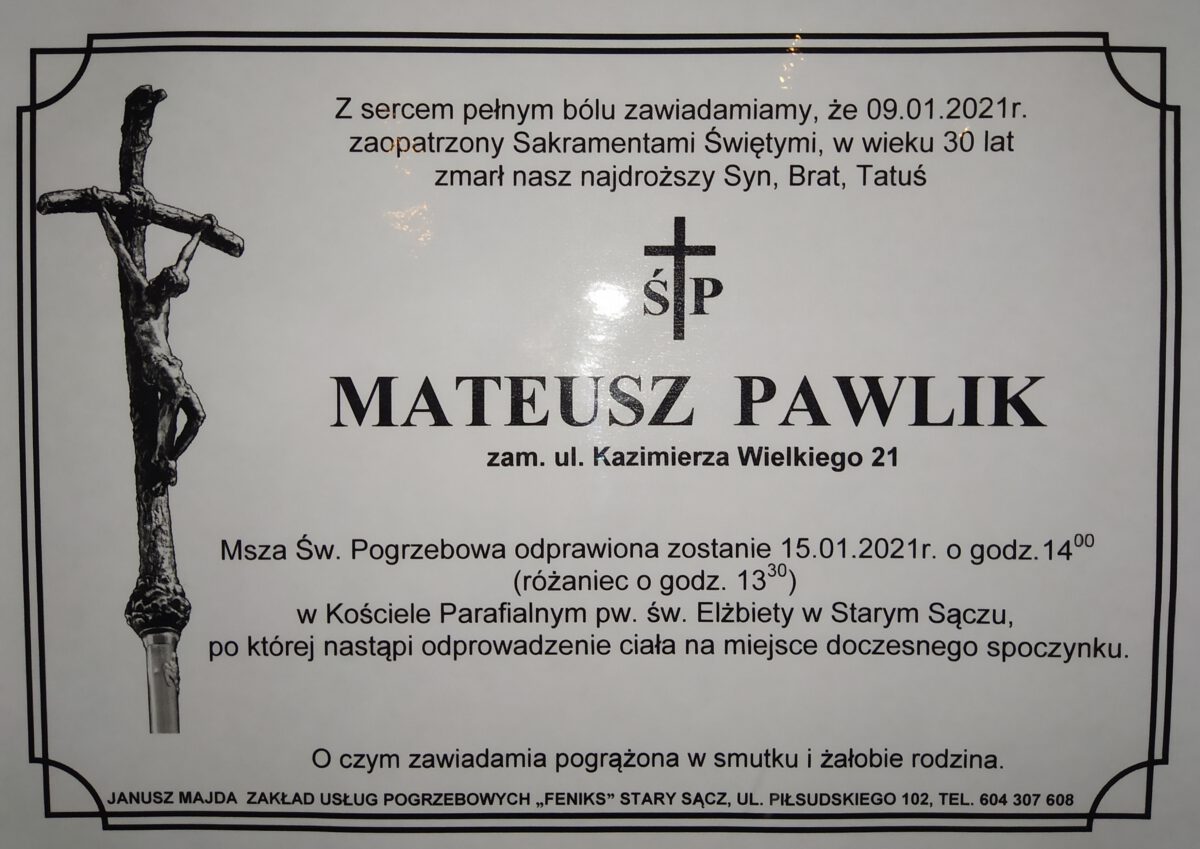 Z sercem pełnym bólu zawiadamiamy, że 09.01.2021r.
zaopatrzony Sakramentami Świętymi, w wieku 30 lat
zmarł nasz najdroższy Syn, Brat, Tatuś
Ś P
MATEUSZ PAWLIK
zam. ul. Kazimierza Wielkiego 21
Msza Św. Pogrzebowa odprawiona zostanie 15.01.2021r. o godz.14⁰⁰
(różaniec o godz. 13³⁰)
w Kościele Parafialnym pw. św. Elżbiety w Starym Sączu,
po której nastąpi odprowadzenie ciała na miejsce doczesnego spoczynku.
O czym zawiadamia pogrążona w smutku i żałobie rodzina.
JANUSZ MAJDA ZAKŁAD USŁUG POGRZEBOWYCH „FENIKS” STARY SĄCZ, UL. PIŁSUDSKIEGO 102, TEL. 604 307 608